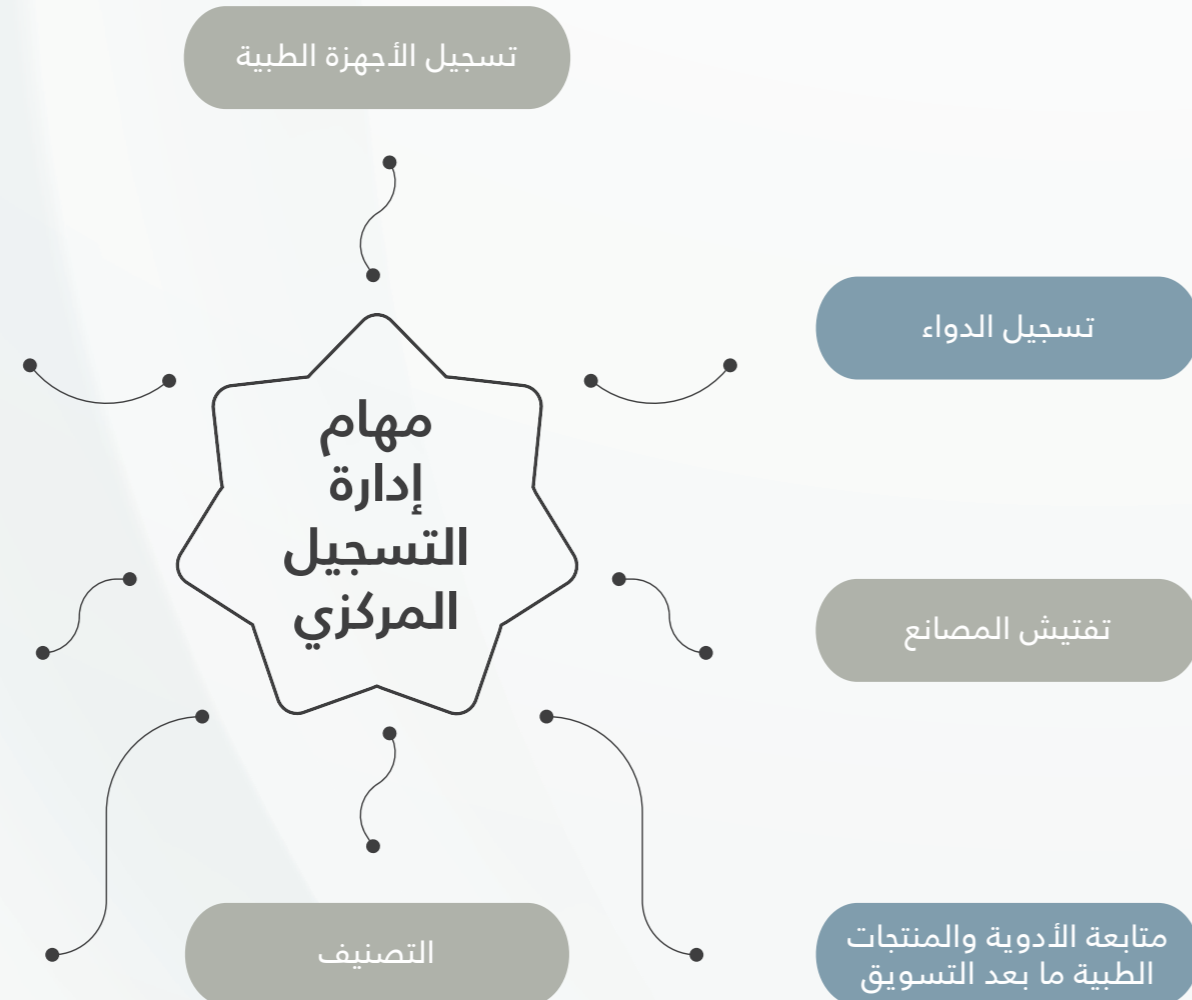 تسجيل الأجهزة الطبية
تسجيل الدواء
مهام
إدارة
التسجيل
المركزي
تفتيش المصانع
متابعة الأدوية والمنتجات
الطبية ما بعد التسويق
التصنيف